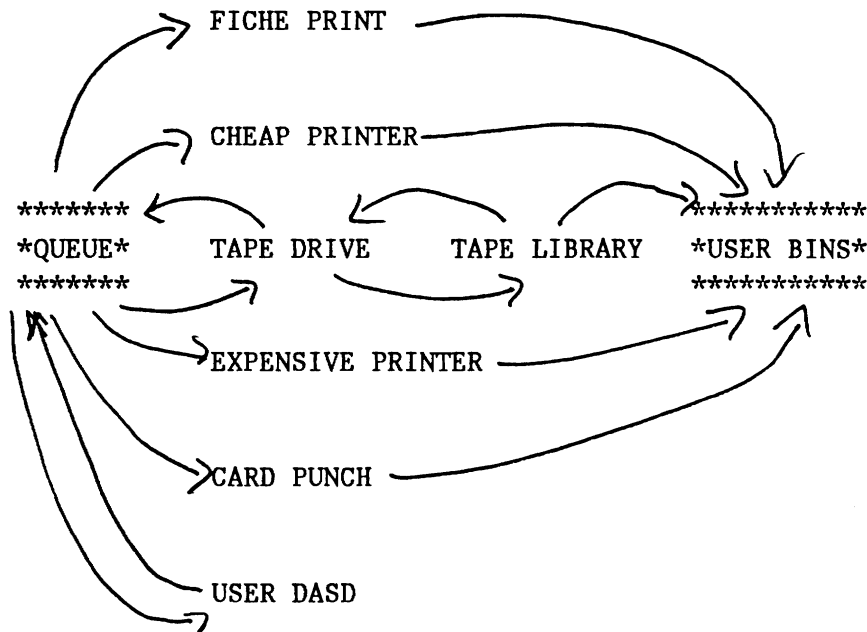 FICHE PRINT
CHEAP PRINTER
******* ***********
*QUEUE* TAPE DRIVE TAPE LIBRARY *USER BINS*
******* ***********
EXPENSIVE PRINTER
CARD PUNCH
USER DASD